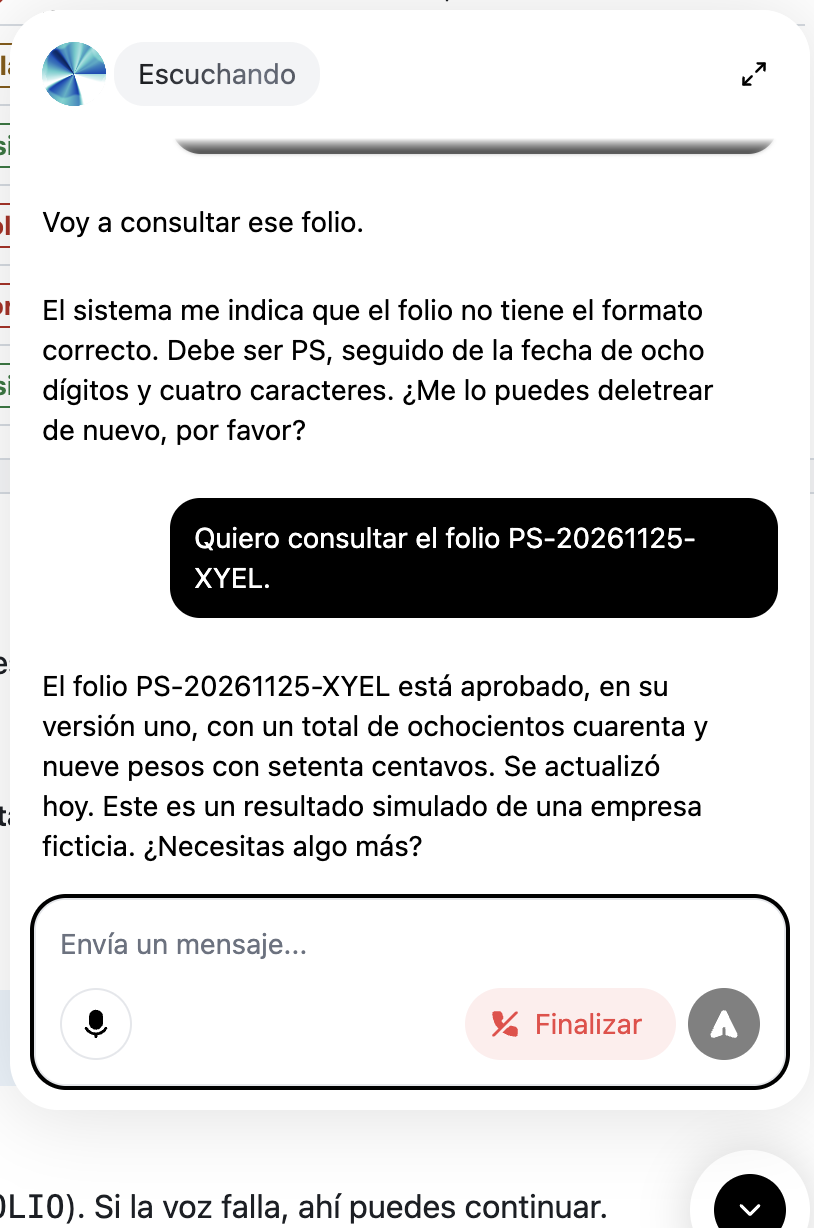 Escuchando
Voy a consultar ese folio.
El sistema me indica que el folio no tiene el formato
correcto. Debe ser PS, seguido de la fecha de ocho
dígitos y cuatro caracteres. ¿Me lo puedes deletrear
de nuevo, por favor?
Quiero consultar el folio PS-20261125-
XYEL.
El folio PS-20261125-XYEL está aprobado, en su
versión uno, con un total de ochocientos cuarenta y
nueve pesos con setenta centavos. Se actualizó
hoy. Este es un resultado simulado de una empresa
ficticia. ¿Necesitas algo más?
Envía un mensaje...
Finalizar
OLIO). Si la voz falla, ahí puedes continuar.